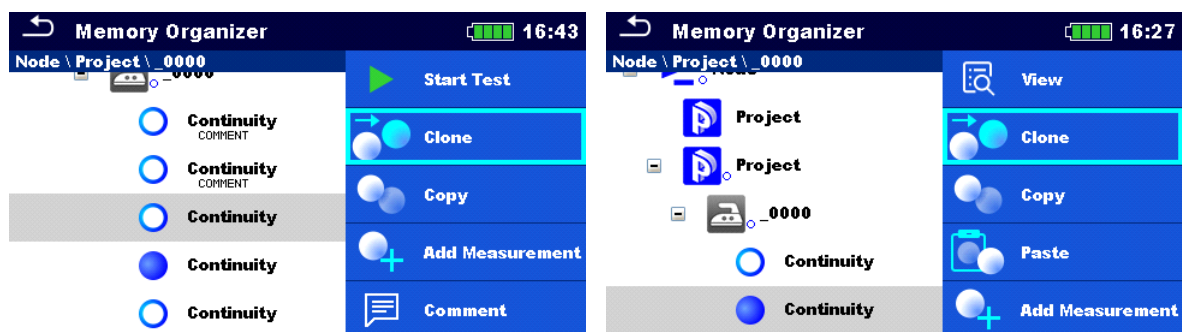 Memory Organizer
16:43
Node \ Project \ _0000
_0000
Continuity
COMMENT
Continuity
COMMENT
Continuity
Continuity
Continuity
Start Test
Clone
Copy
Add Measurement
Comment
Memory Organizer
16:27
Node \ Project \ _0000
Node
Project
Project
_0000
Continuity
Continuity
View
Clone
Copy
Paste
Add Measurement